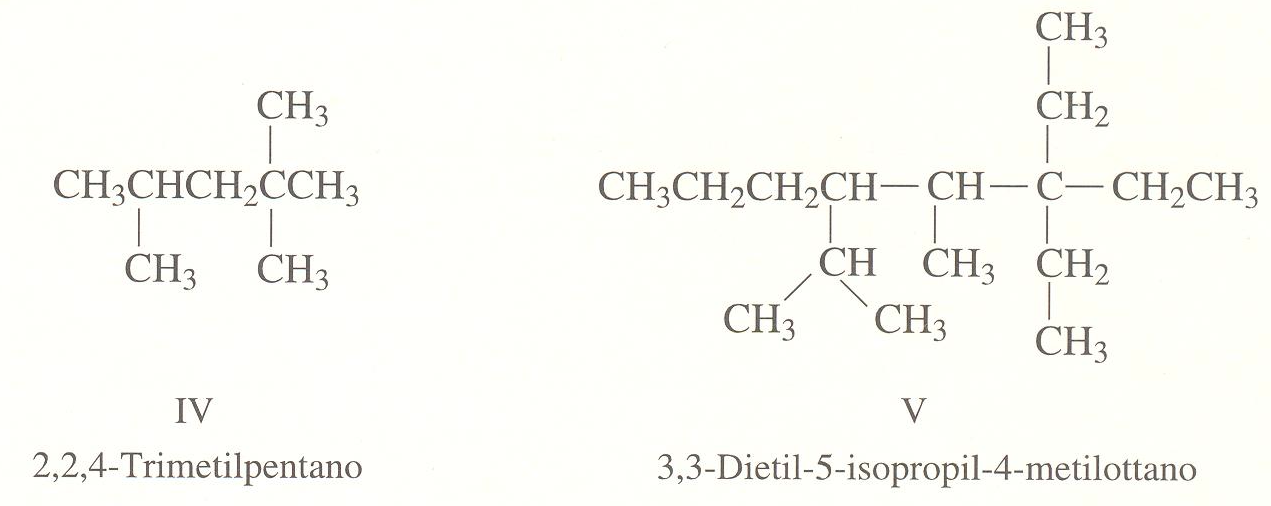 CH3
CH3CHCH2CCH3
CH3 CH3
IV
2,2,4-Trimetilpentano
CH3
CH2
CH3CH2CH2CH—CH—C—CH2CH3
CH CH3 CH2
CH3 CH3
CH3
V
3,3-Dietil-5-isopropil-4-metilottano